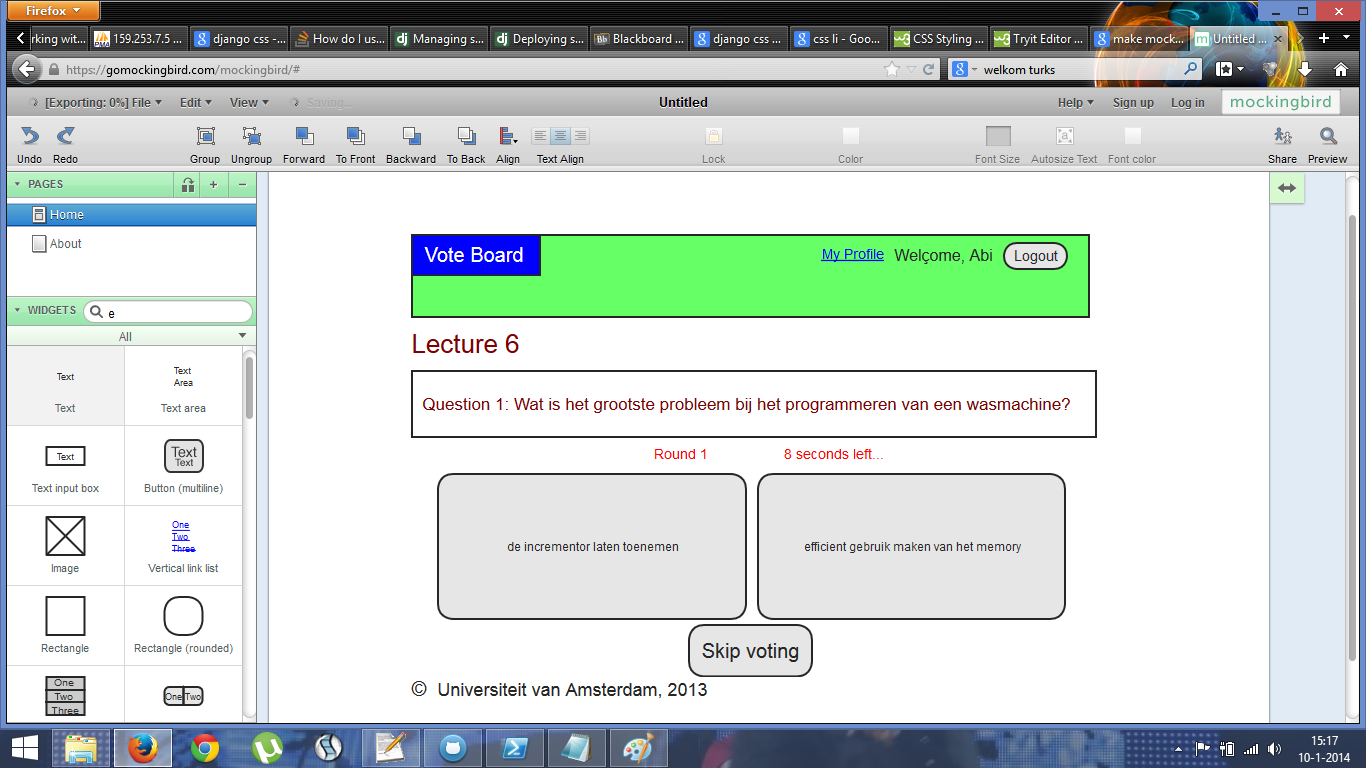 Firefox
rking wit...
159.253.7.5 ...
django css -...
How do I us...
Managing s...
Deploying s...
Blackboard ...
django css ...
css li - Goo...
CSS Styling ...
Tryit Editor ...
make mock...
Untitled ...
https://gomockingbird.com/mockingbird/#
welkom turks
[Exporting: 0%] File Edit View Saving... Untitled Help Sign up Log in mockingbird
Undo Redo Group Ungroup Forward To Front Backward To Back Align Text Align Lock Color Font Size Autosize Text Font color Share Preview
PAGES
Home
About
WIDGETS e
All
Text
Text
Text
Area
Text area
Text
Text input box
Text
Text
Button (multiline)
Image
One
Two
Three
Vertical link list
Rectangle
Rectangle (rounded)
One
Two
Three
One Two
Vote Board
My Profile Welçome, Abi Logout
Lecture 6
Question 1: Wat is het grootste probleem bij het programmeren van een wasmachine?
Round 1 8 seconds left...
de incrementor laten toenemen
efficient gebruik maken van het memory
Skip voting
© Universiteit van Amsterdam, 2013
15:17
10-1-2014